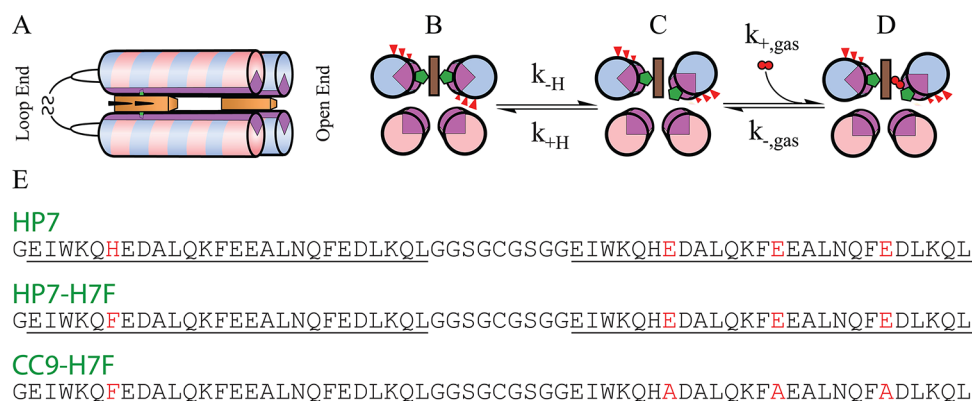 A
B
C
D
Loop End
Open End
k-H
k+H
k+,gas
k-,gas
E
HP7
GEIWKQHEDALQKFEEALNQFEDLKQLGGSGCGSGGEIWKQHEDALQKFEEALNQFEDLKQL
HP7-H7F
GEIWKQFEDALQKFEEALNQFEDLKQLGGSGCGSGGEIWKQHEDALQKFEEALNQFEDLKQL
CC9-H7F
GEIWKQFEDALQKFEEALNQFEDLKQLGGSGCGSGGEIWKQHADALQKFAEALNQFADLKQL